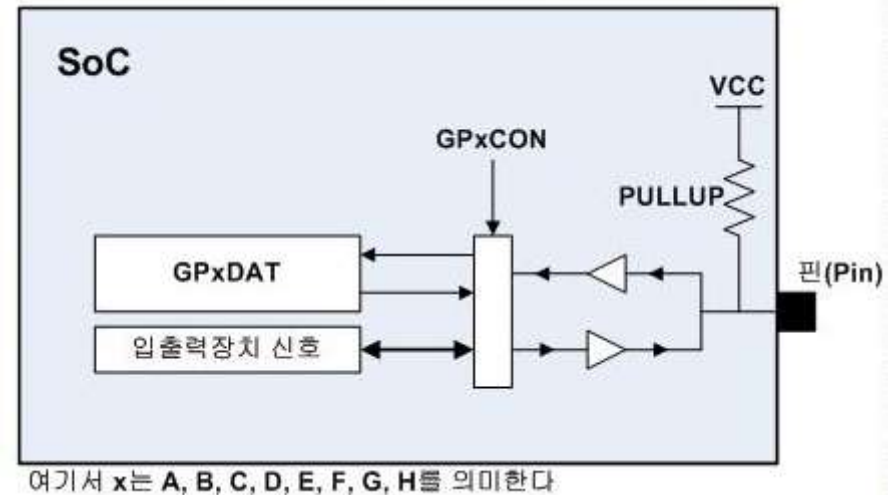 SoC
VCC
GPxCON
PULLUP
GPxDAT
핀(Pin)
입출력장치 신호
여기서 x는 A, B, C, D, E, F, G, H를 의미한다